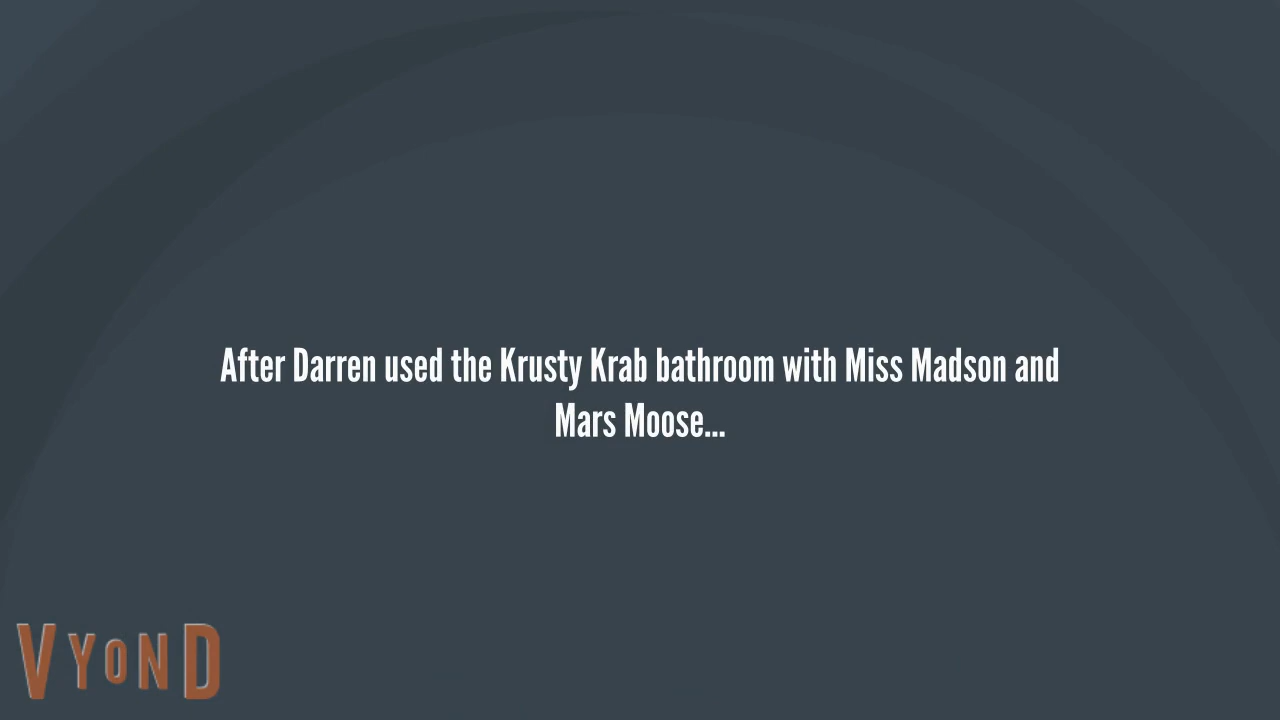 After Darren used the Krusty Krab bathroom with Miss Madson and
Mars Moose...
VYOND